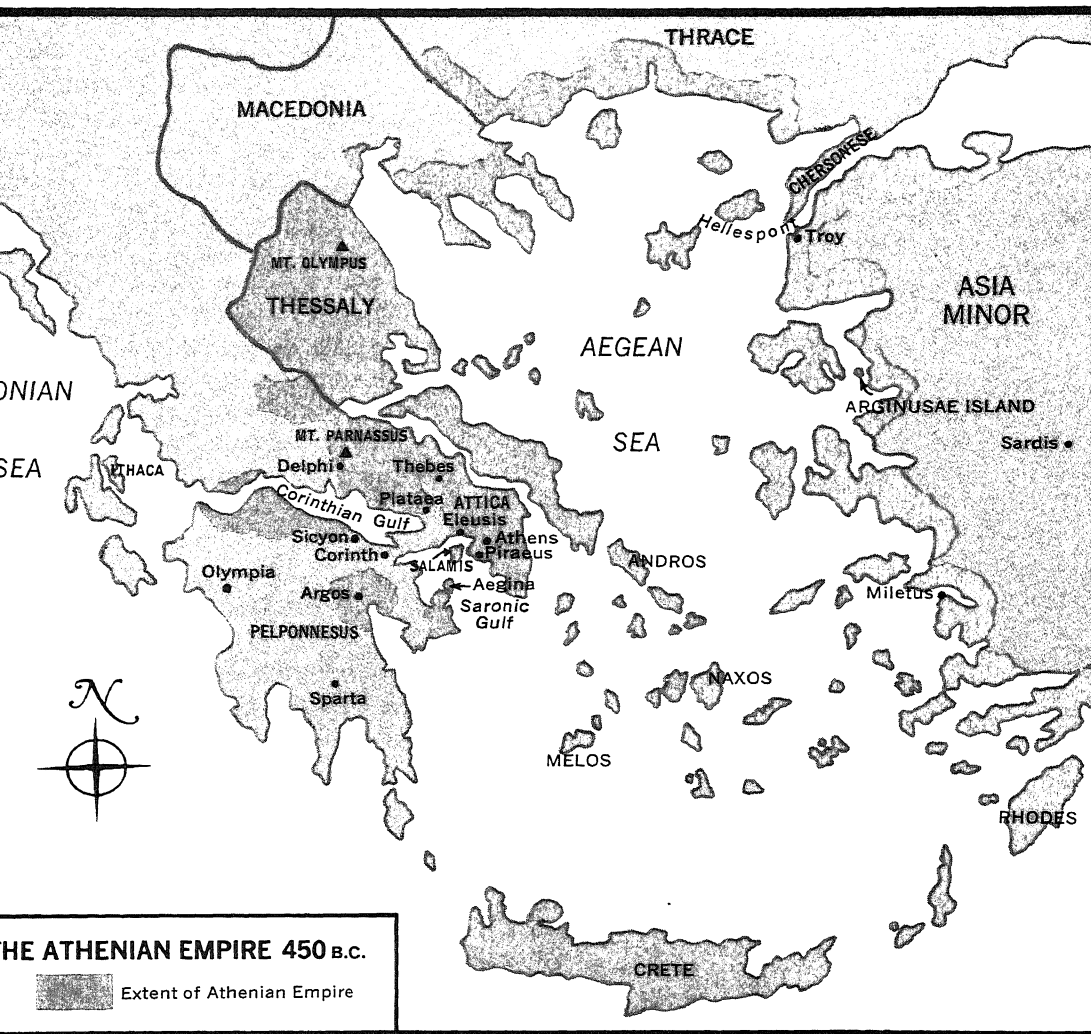 THRACE
MACEDONIA
CHERSONESE
Hellespont
Troy
MT. OLYMPUS
THESSALY
ASIA
MINOR
AEGEAN
ONIAN
ARGINUSAE ISLAND
MT. PARNASSUS
SEA
Sardis
SEA
ITHACA
Delphi
Thebes
Corinthian Gulf
Plataea
ATTICA
Eleusis
Sicyon
Athens
Corinth
Piraeus
SALAMIS
ANDROS
Olympia
Argos
Aegina
Miletus
Saronic
Gulf
PELPONNESUS
NAXOS
Sparta
N
MELOS
RHODES
THE ATHENIAN EMPIRE 450 B.C.
CRETE
Extent of Athenian Empire